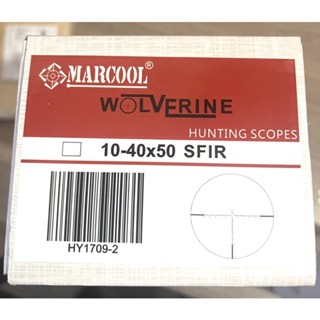 MARCOOL®
WOLVERINE
HUNTING SCOPES
10-40x50 SFIR
HY1709-2